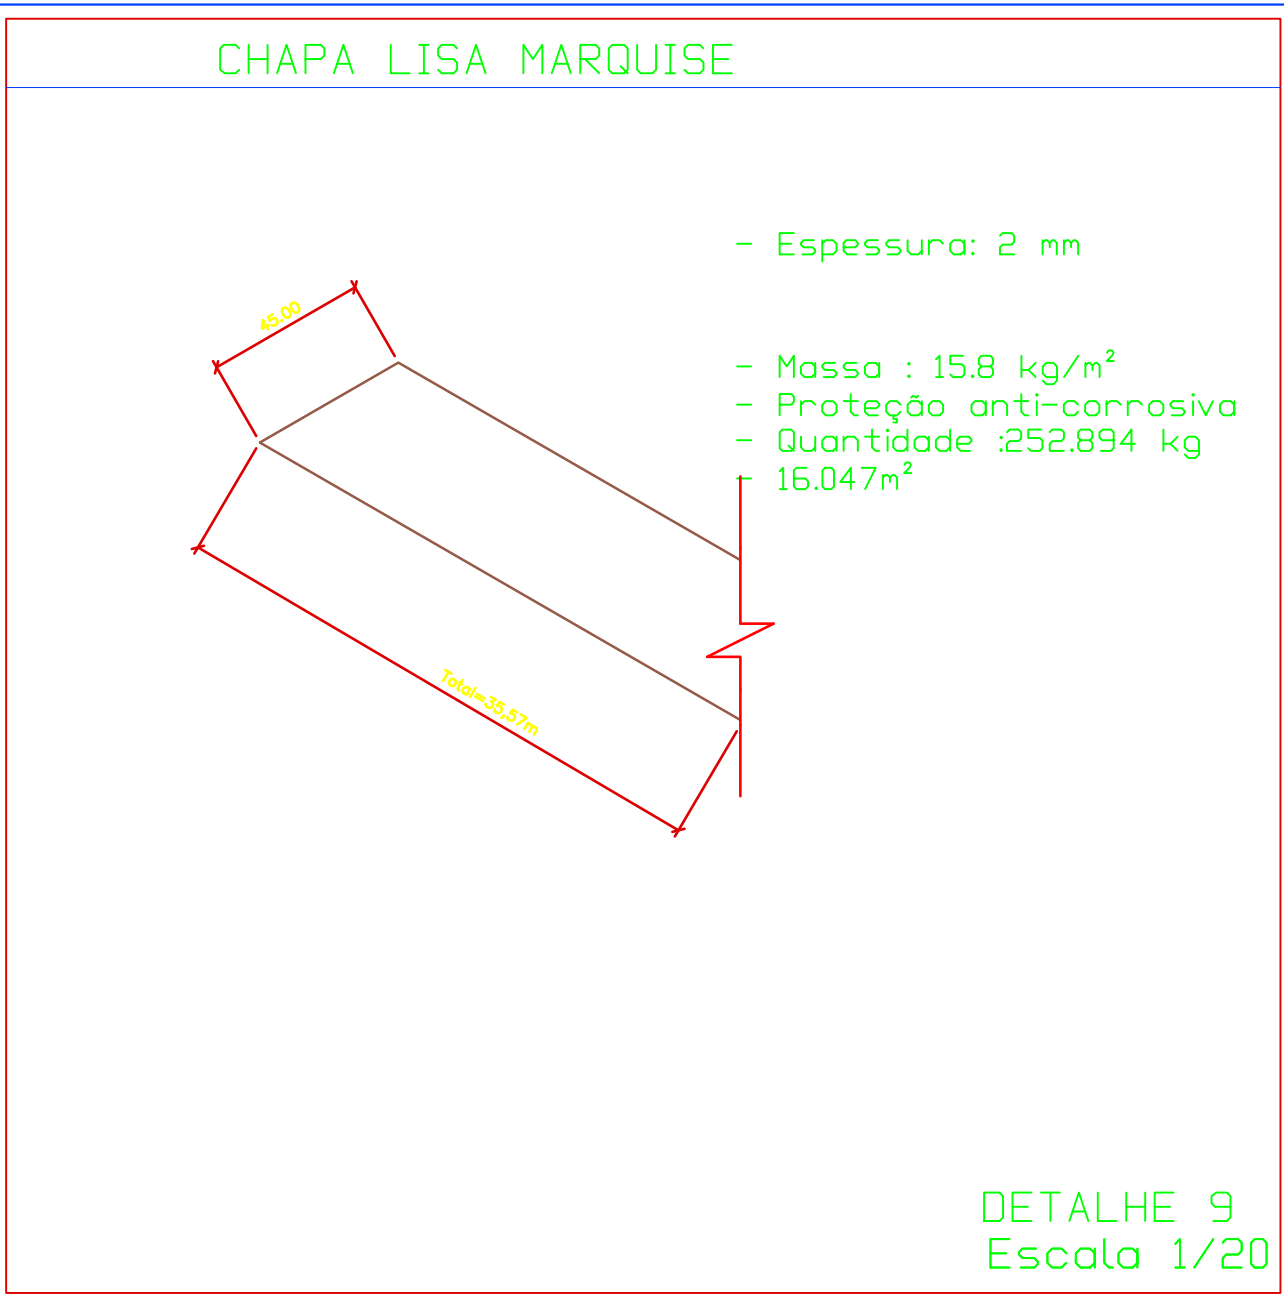 CHAPA LISA MARQUISE
- Espessura: 2 mm
45.00
- Massa : 15.8 kg/m²
- Proteção anti-corrosiva
- Quantidade :252.894 kg
- 16.047m²
Total=35,57m
DETALHE 9
Escala 1/20